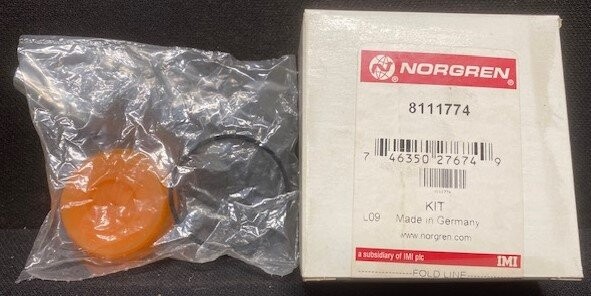 NORGREN
8111774
7 46350 27674 9
KIT
L09 Made in Germany
www.norgren.com
a subsidiary of IMI plc IMI
FOLD LINE